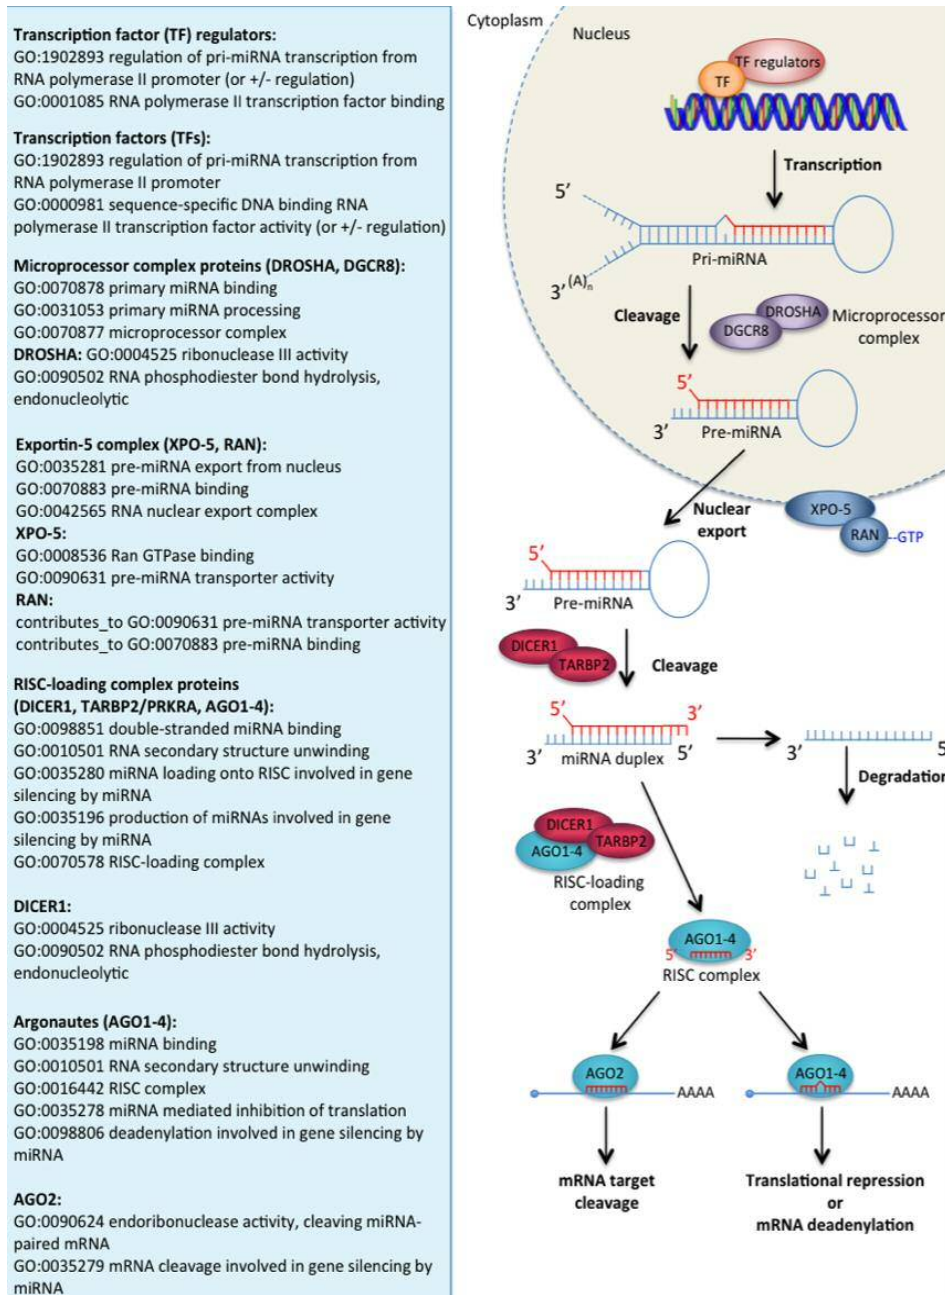 Transcription factor (TF) regulators:
GO:1902893 regulation of pri-miRNA transcription from
RNA polymerase II promoter (or +/- regulation)
GO:0001085 RNA polymerase II transcription factor binding
Transcription factors (TFs):
GO:1902893 regulation of pri-miRNA transcription from
RNA polymerase II promoter
GO:0000981 sequence-specific DNA binding RNA
polymerase II transcription factor activity (or +/- regulation)
Microprocessor complex proteins (DROSHA, DGCR8):
GO:0070878 primary miRNA binding
GO:0031053 primary miRNA processing
GO:0070877 microprocessor complex
DROSHA: GO:0004525 ribonuclease III activity
GO:0090502 RNA phosphodiester bond hydrolysis,
endonucleolytic
Exportin-5 complex (XPO-5, RAN):
GO:0035281 pre-miRNA export from nucleus
GO:0070883 pre-miRNA binding
GO:0042565 RNA nuclear export complex
XPO-5:
GO:0008536 Ran GTPase binding
GO:0090631 pre-miRNA transporter activity
RAN:
contributes_to GO:0090631 pre-miRNA transporter activity
contributes_to GO:0070883 pre-miRNA binding
RISC-loading complex proteins
(DICER1, TARBP2/PRKRA, AGO1-4):
GO:0098851 double-stranded miRNA binding
GO:0010501 RNA secondary structure unwinding
GO:0035280 miRNA loading onto RISC involved in gene
silencing by miRNA
GO:0035196 production of miRNAs involved in gene
silencing by miRNA
GO:0070578 RISC-loading complex
DICER1:
GO:0004525 ribonuclease III activity
GO:0090502 RNA phosphodiester bond hydrolysis,
endonucleolytic
Argonautes (AGO1-4):
GO:0035198 miRNA binding
GO:0010501 RNA secondary structure unwinding
GO:0016442 RISC complex
GO:0035278 miRNA mediated inhibition of translation
GO:0098806 deadenylation involved in gene silencing by
miRNA
AGO2:
GO:0090624 endoribonuclease activity, cleaving miRNA-
paired mRNA
GO:0035279 mRNA cleavage involved in gene silencing by
miRNA
Cytoplasm
Nucleus
TF regulators
TF
Transcription
5'
Pri-miRNA
3' (A)n
Cleavage
DROSHA
DGCR8
Microprocessor
complex
5'
3'
Pre-miRNA
Nuclear
export
XPO-5
RAN
--GTP
5'
3'
Pre-miRNA
DICER1
TARBP2
Cleavage
5'
3'
3'
5'
miRNA duplex
3'
5'
Degradation
DICER1
AGO1-4
TARBP2
RISC-loading
complex
AGO1-4
5'
3'
RISC complex
AGO2
AAAA
AGO1-4
AAAA
mRNA target
cleavage
Translational repression
or
mRNA deadenylation